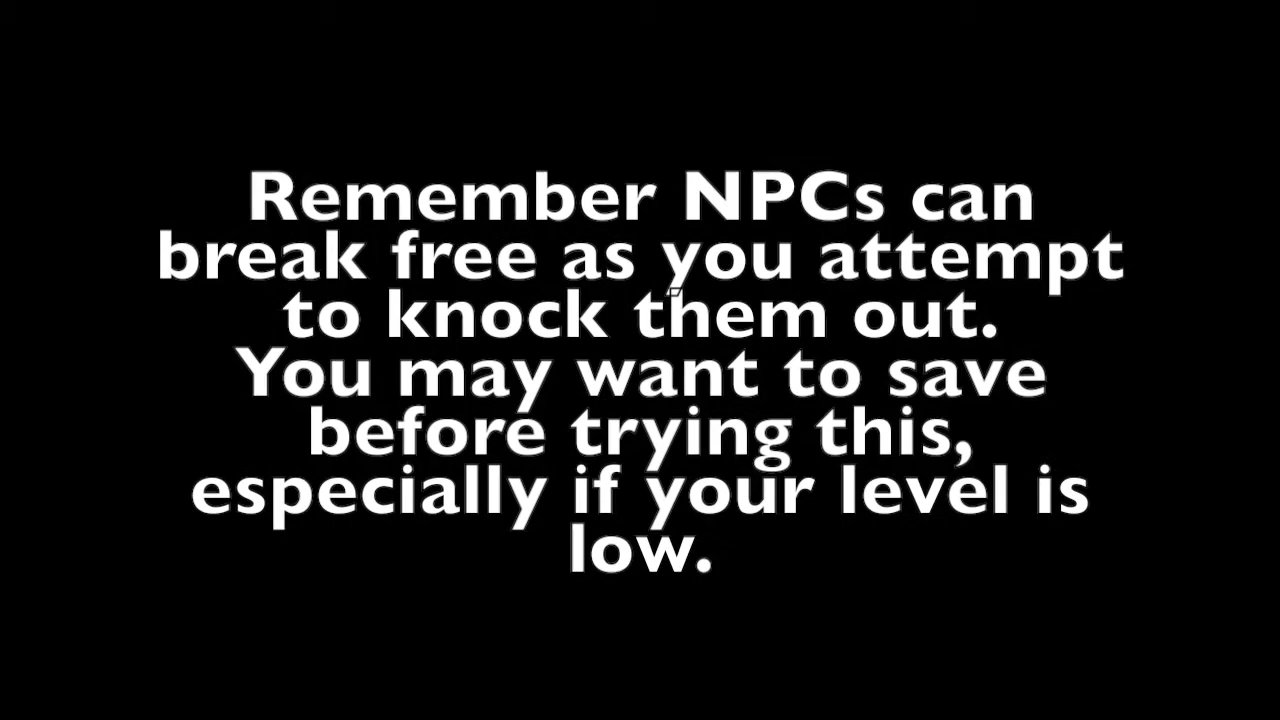 Remember NPCs can
break free as you attempt
to knock them out.
You may want to save
before trying this,
especially if your level is
low.